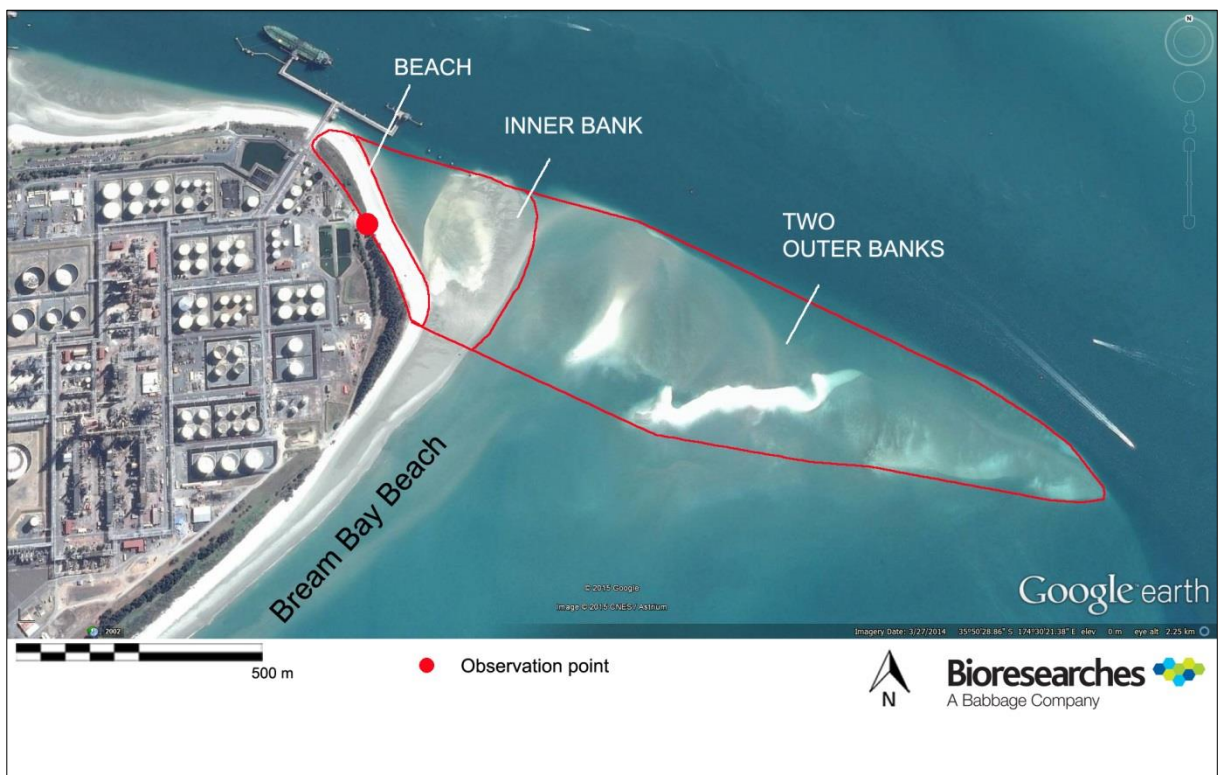 N
BEACH
INNER BANK
TWO
OUTER BANKS
Bream Bay Beach
© 2015 Google
Image © 2015 CNES / Astrium
Google earth
2002
Imagery Date: 3/27/2014 35°50'28.86" S 174°30'21.38" E elev 0 m eye alt 2.25 km
500 m
Observation point
N
Bioresearches
A Babbage Company